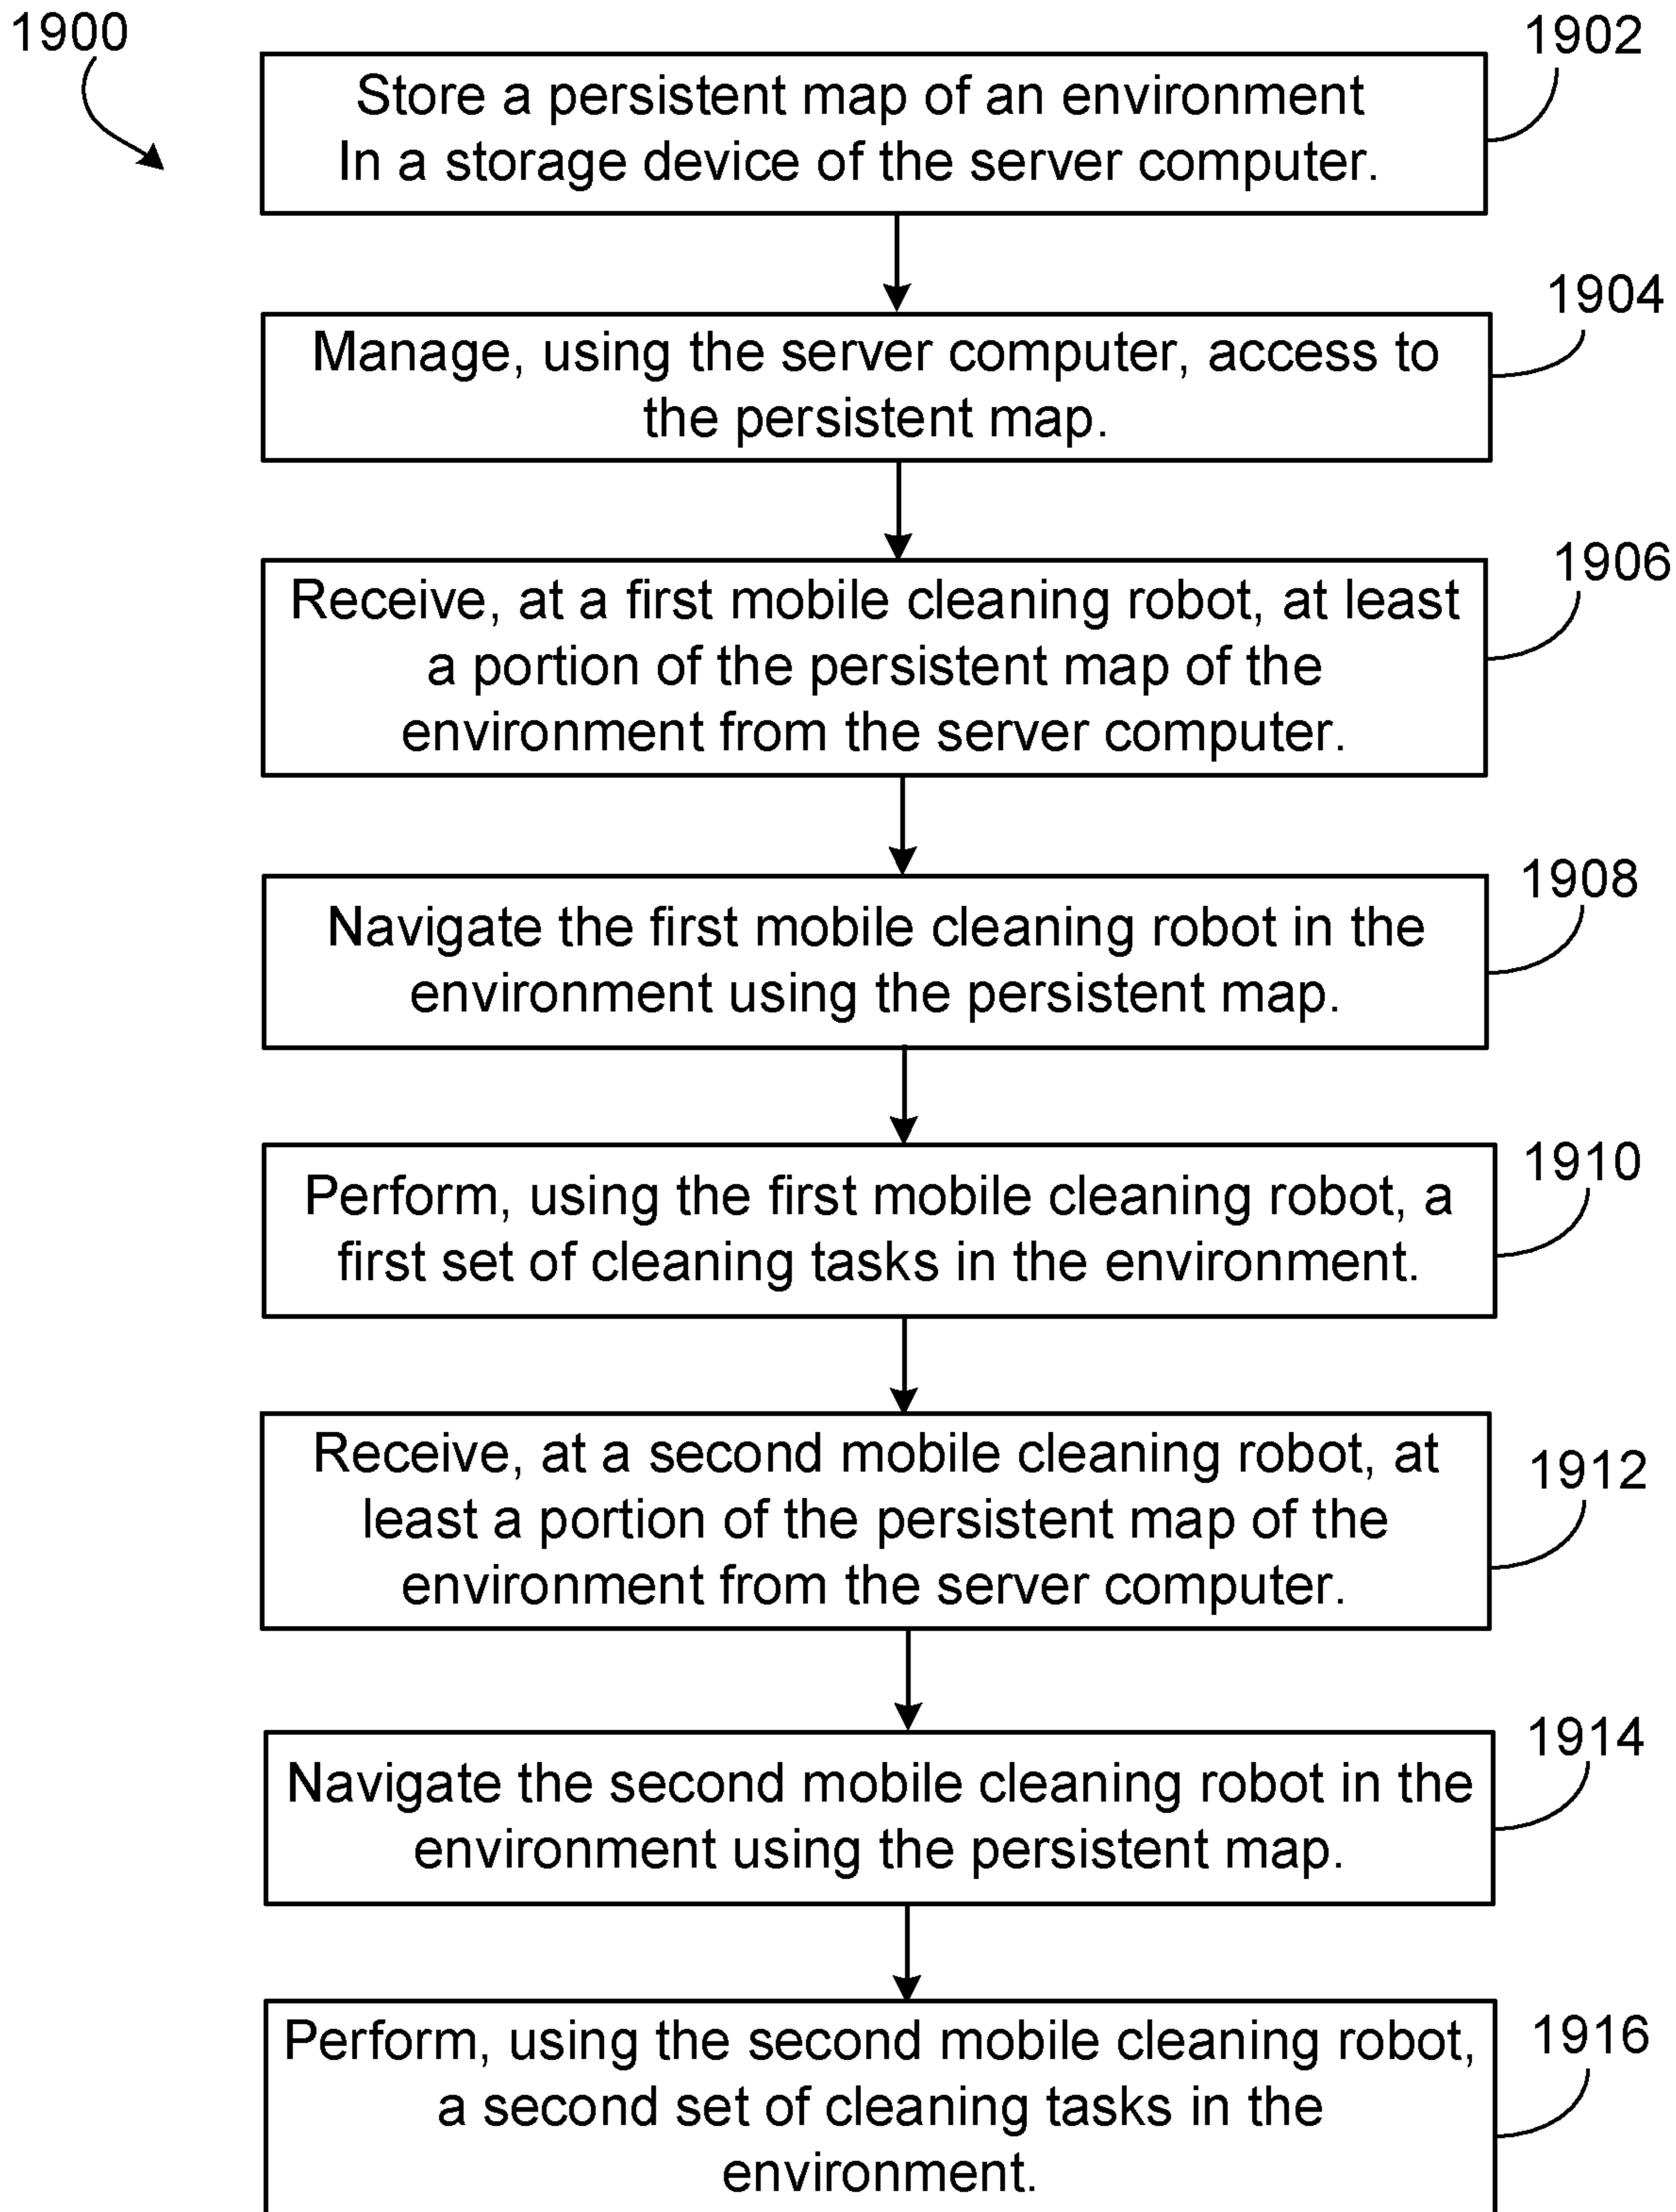 1900
1902
Store a persistent map of an environment
In a storage device of the server computer.
1904
Manage, using the server computer, access to
the persistent map.
1906
Receive, at a first mobile cleaning robot, at least
a portion of the persistent map of the
environment from the server computer.
1908
Navigate the first mobile cleaning robot in the
environment using the persistent map.
1910
Perform, using the first mobile cleaning robot, a
first set of cleaning tasks in the environment.
1912
Receive, at a second mobile cleaning robot, at
least a portion of the persistent map of the
environment from the server computer.
1914
Navigate the second mobile cleaning robot in the
environment using the persistent map.
1916
Perform, using the second mobile cleaning robot,
a second set of cleaning tasks in the
environment.